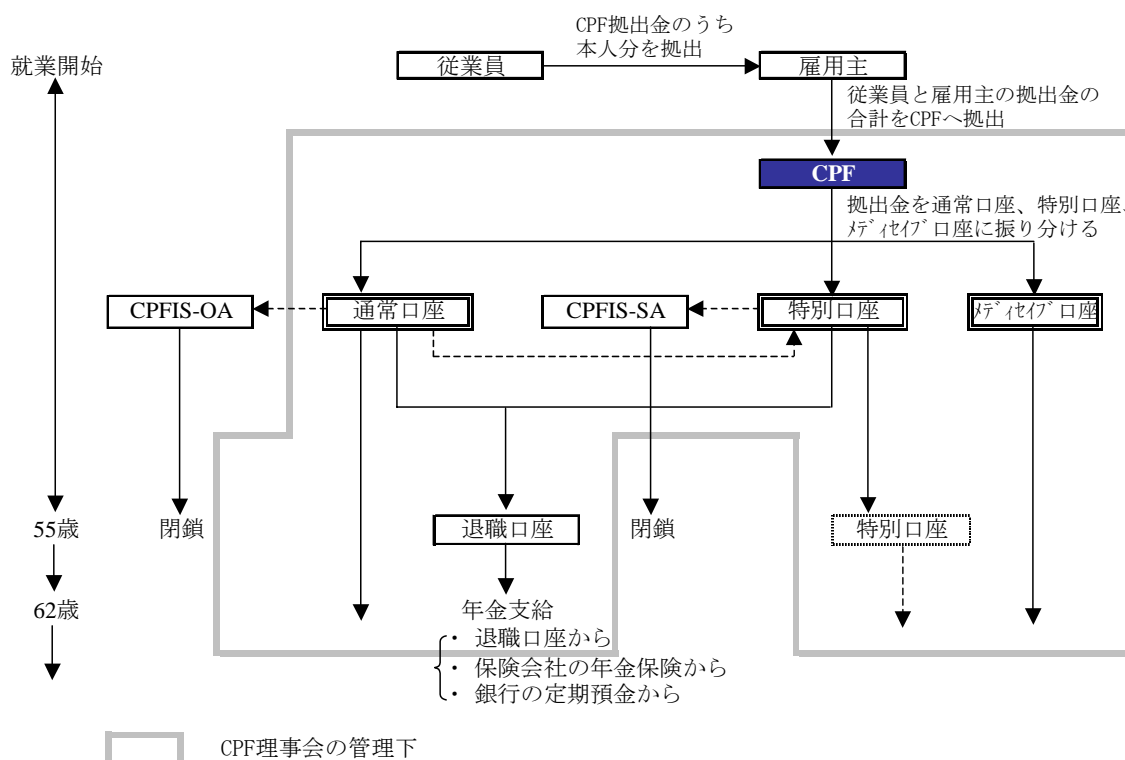 CPF拠出金のうち
本人分を拠出
就業開始
従業員
雇用主
従業員と雇用主の拠出金の
合計をCPFへ拠出
CPF
拠出金を通常口座、特別口座、
ﾒﾃﾞｨｾｲﾌﾞ口座に振り分ける
CPFIS-OA
通常口座
CPFIS-SA
特別口座
ﾒﾃﾞｨｾｲﾌﾞ口座
55歳
閉鎖
退職口座
閉鎖
特別口座
62歳
年金支給
・ 退職口座から
・ 保険会社の年金保険から
・ 銀行の定期預金から
CPF理事会の管理下